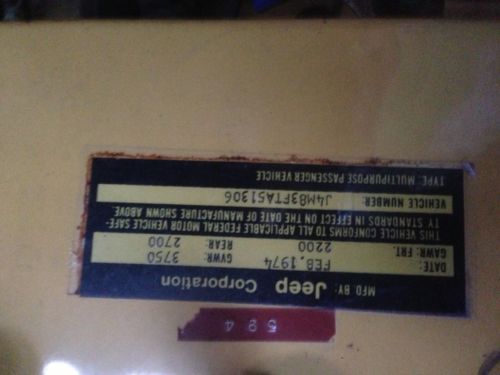 MFD BY: Jeep Corporation
DATE: FEB.1974 GVWR: 3750
GAWR: FRT. 2200 REAR: 2700
THIS VEHICLE CONFORMS TO ALL APPLICABLE FEDERAL MOTOR VEHICLE SAFE-
TY STANDARDS IN EFFECT ON THE DATE OF MANUFACTURE SHOWN ABOVE
VEHICLE NUMBER: J4M83FTA51306
TYPE: MULTIPURPOSE PASSENGER VEHICLE